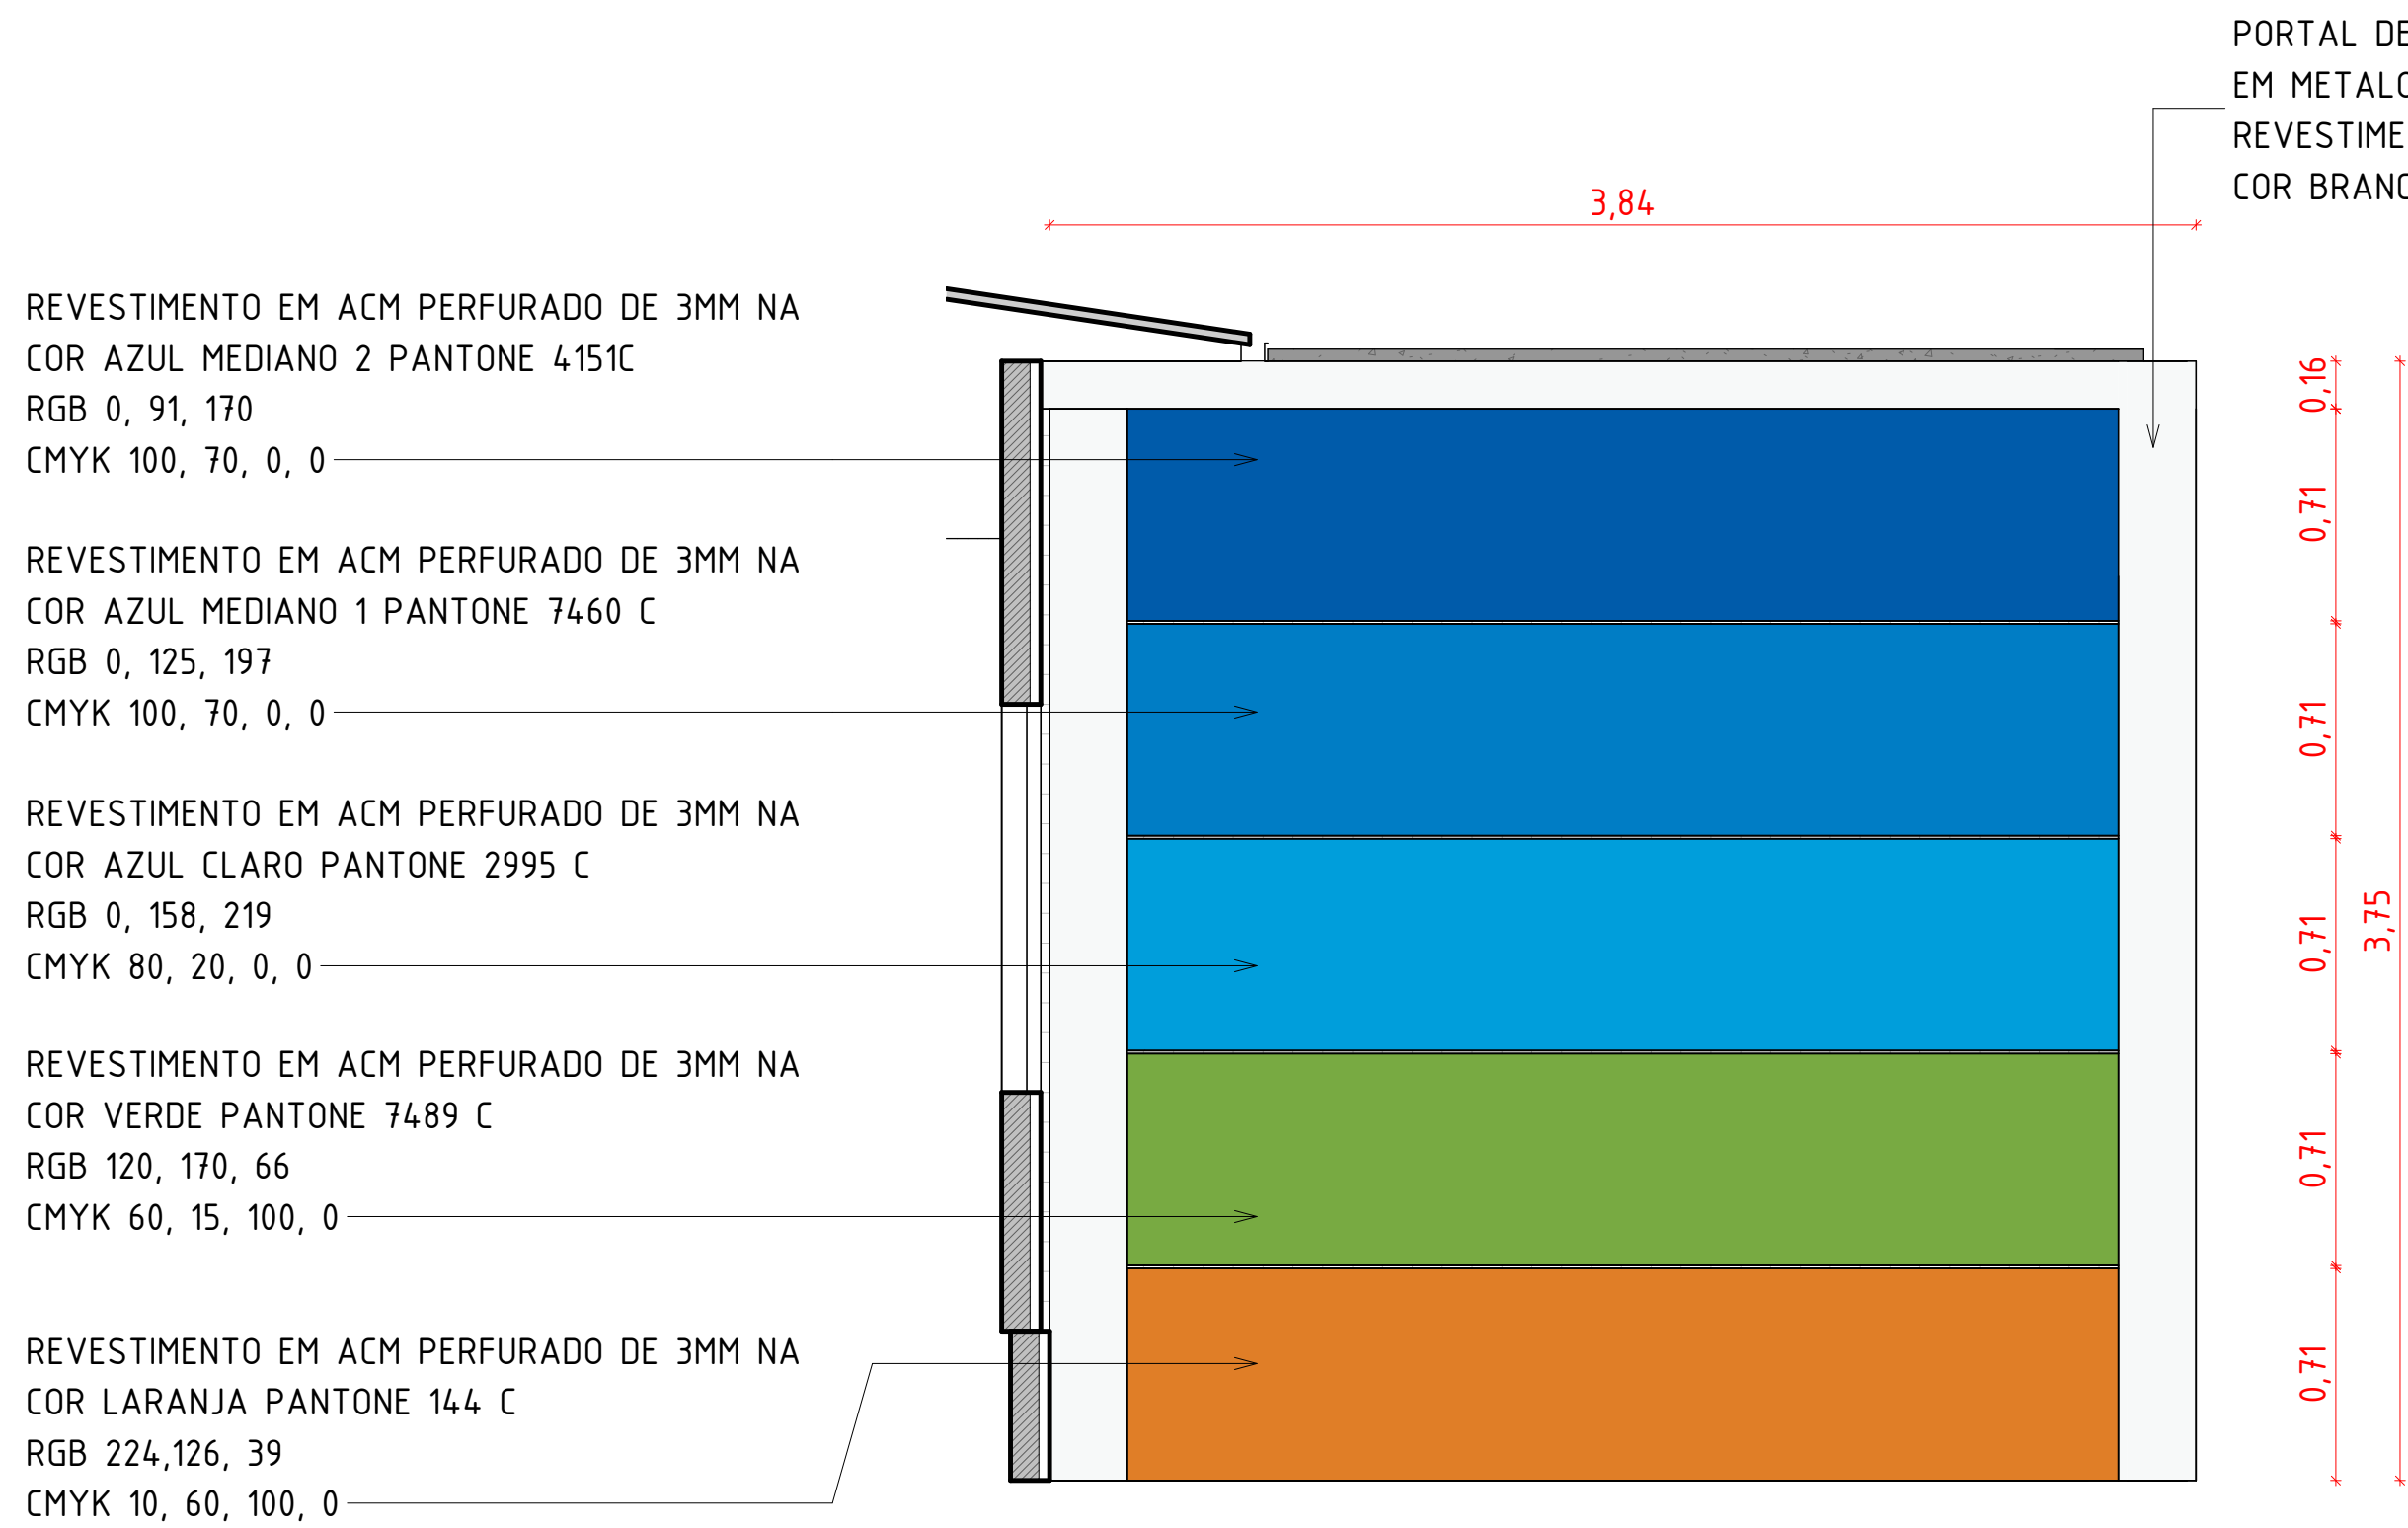 PORTAL DE
EM METALO
REVESTIME
COR BRANC
3,84
REVESTIMENTO EM ACM PERFURADO DE 3MM NA
COR AZUL MEDIANO 2 PANTONE 4151C
RGB 0, 91, 170
CMYK 100, 70, 0, 0
REVESTIMENTO EM ACM PERFURADO DE 3MM NA
COR AZUL MEDIANO 1 PANTONE 7460 C
RGB 0, 125, 197
CMYK 100, 70, 0, 0
REVESTIMENTO EM ACM PERFURADO DE 3MM NA
COR AZUL CLARO PANTONE 2995 C
RGB 0, 158, 219
CMYK 80, 20, 0, 0
REVESTIMENTO EM ACM PERFURADO DE 3MM NA
COR VERDE PANTONE 7489 C
RGB 120, 170, 66
CMYK 60, 15, 100, 0
REVESTIMENTO EM ACM PERFURADO DE 3MM NA
COR LARANJA PANTONE 144 C
RGB 224,126, 39
CMYK 10, 60, 100, 0
0,16
0,71
0,71
0,71
0,71
0,71
3,75